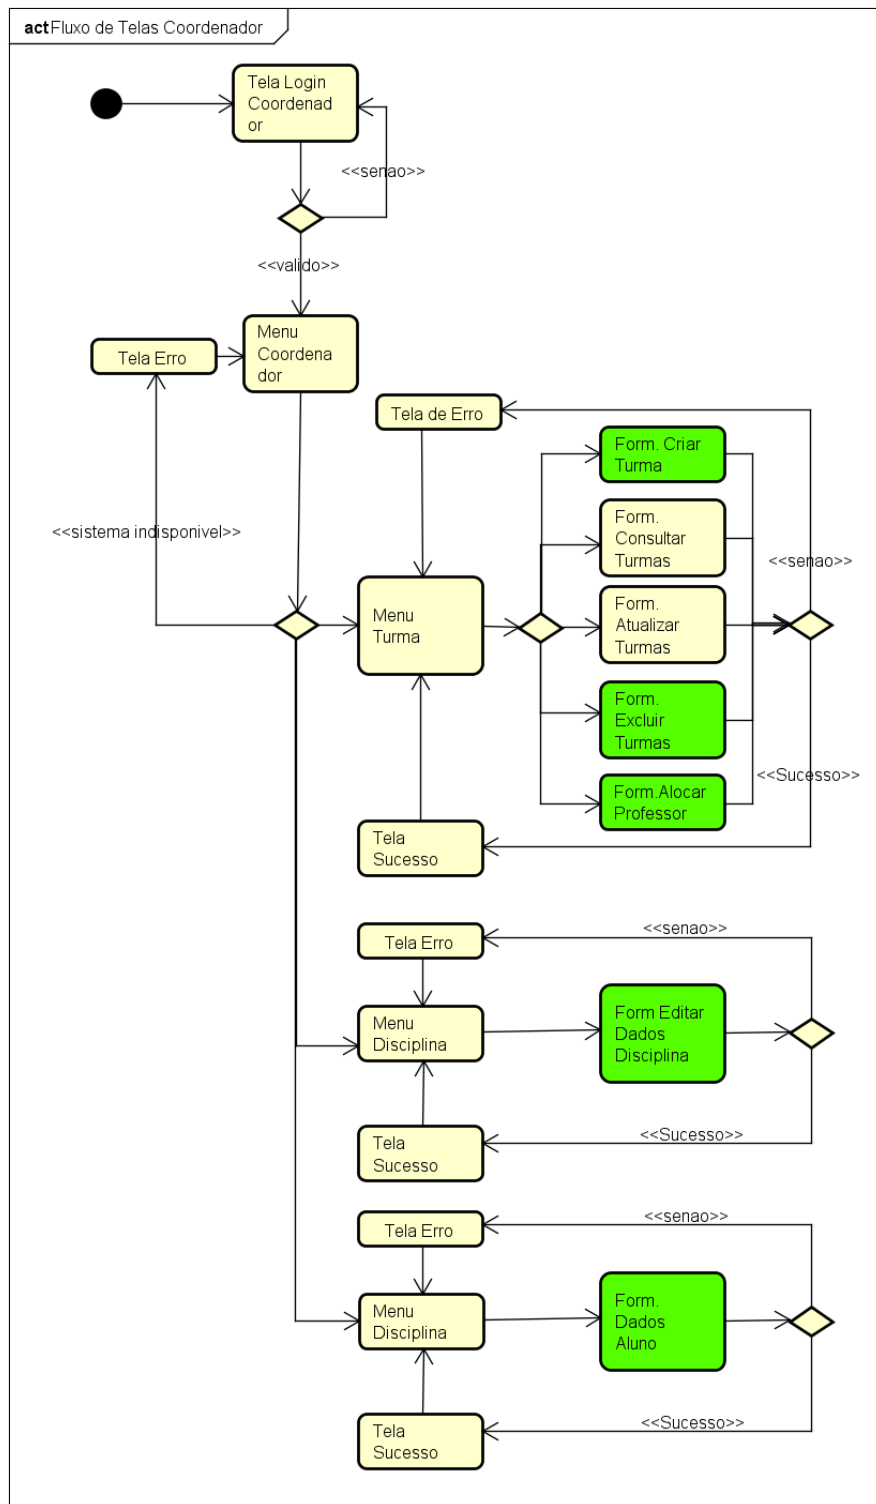 act Fluxo de Telas Coordenador
Tela Login
Coordenad
or
<<senao>>
<<valido>>
Menu
Coordena
dor
Tela Erro
<<sistema indisponivel>>
Tela de Erro
Form. Criar
Turma
Form.
Consultar
Turmas
<<senao>>
Menu
Turma
Form.
Atualizar
Turmas
Form.
Excluir
Turmas
<<Sucesso>>
Form.Alocar
Professor
Tela
Sucesso
<<senao>>
Tela Erro
Menu
Disciplina
Form Editar
Dados
Disciplina
Tela
Sucesso
<<Sucesso>>
<<senao>>
Tela Erro
Menu
Disciplina
Form.
Dados
Aluno
Tela
Sucesso
<<Sucesso>>